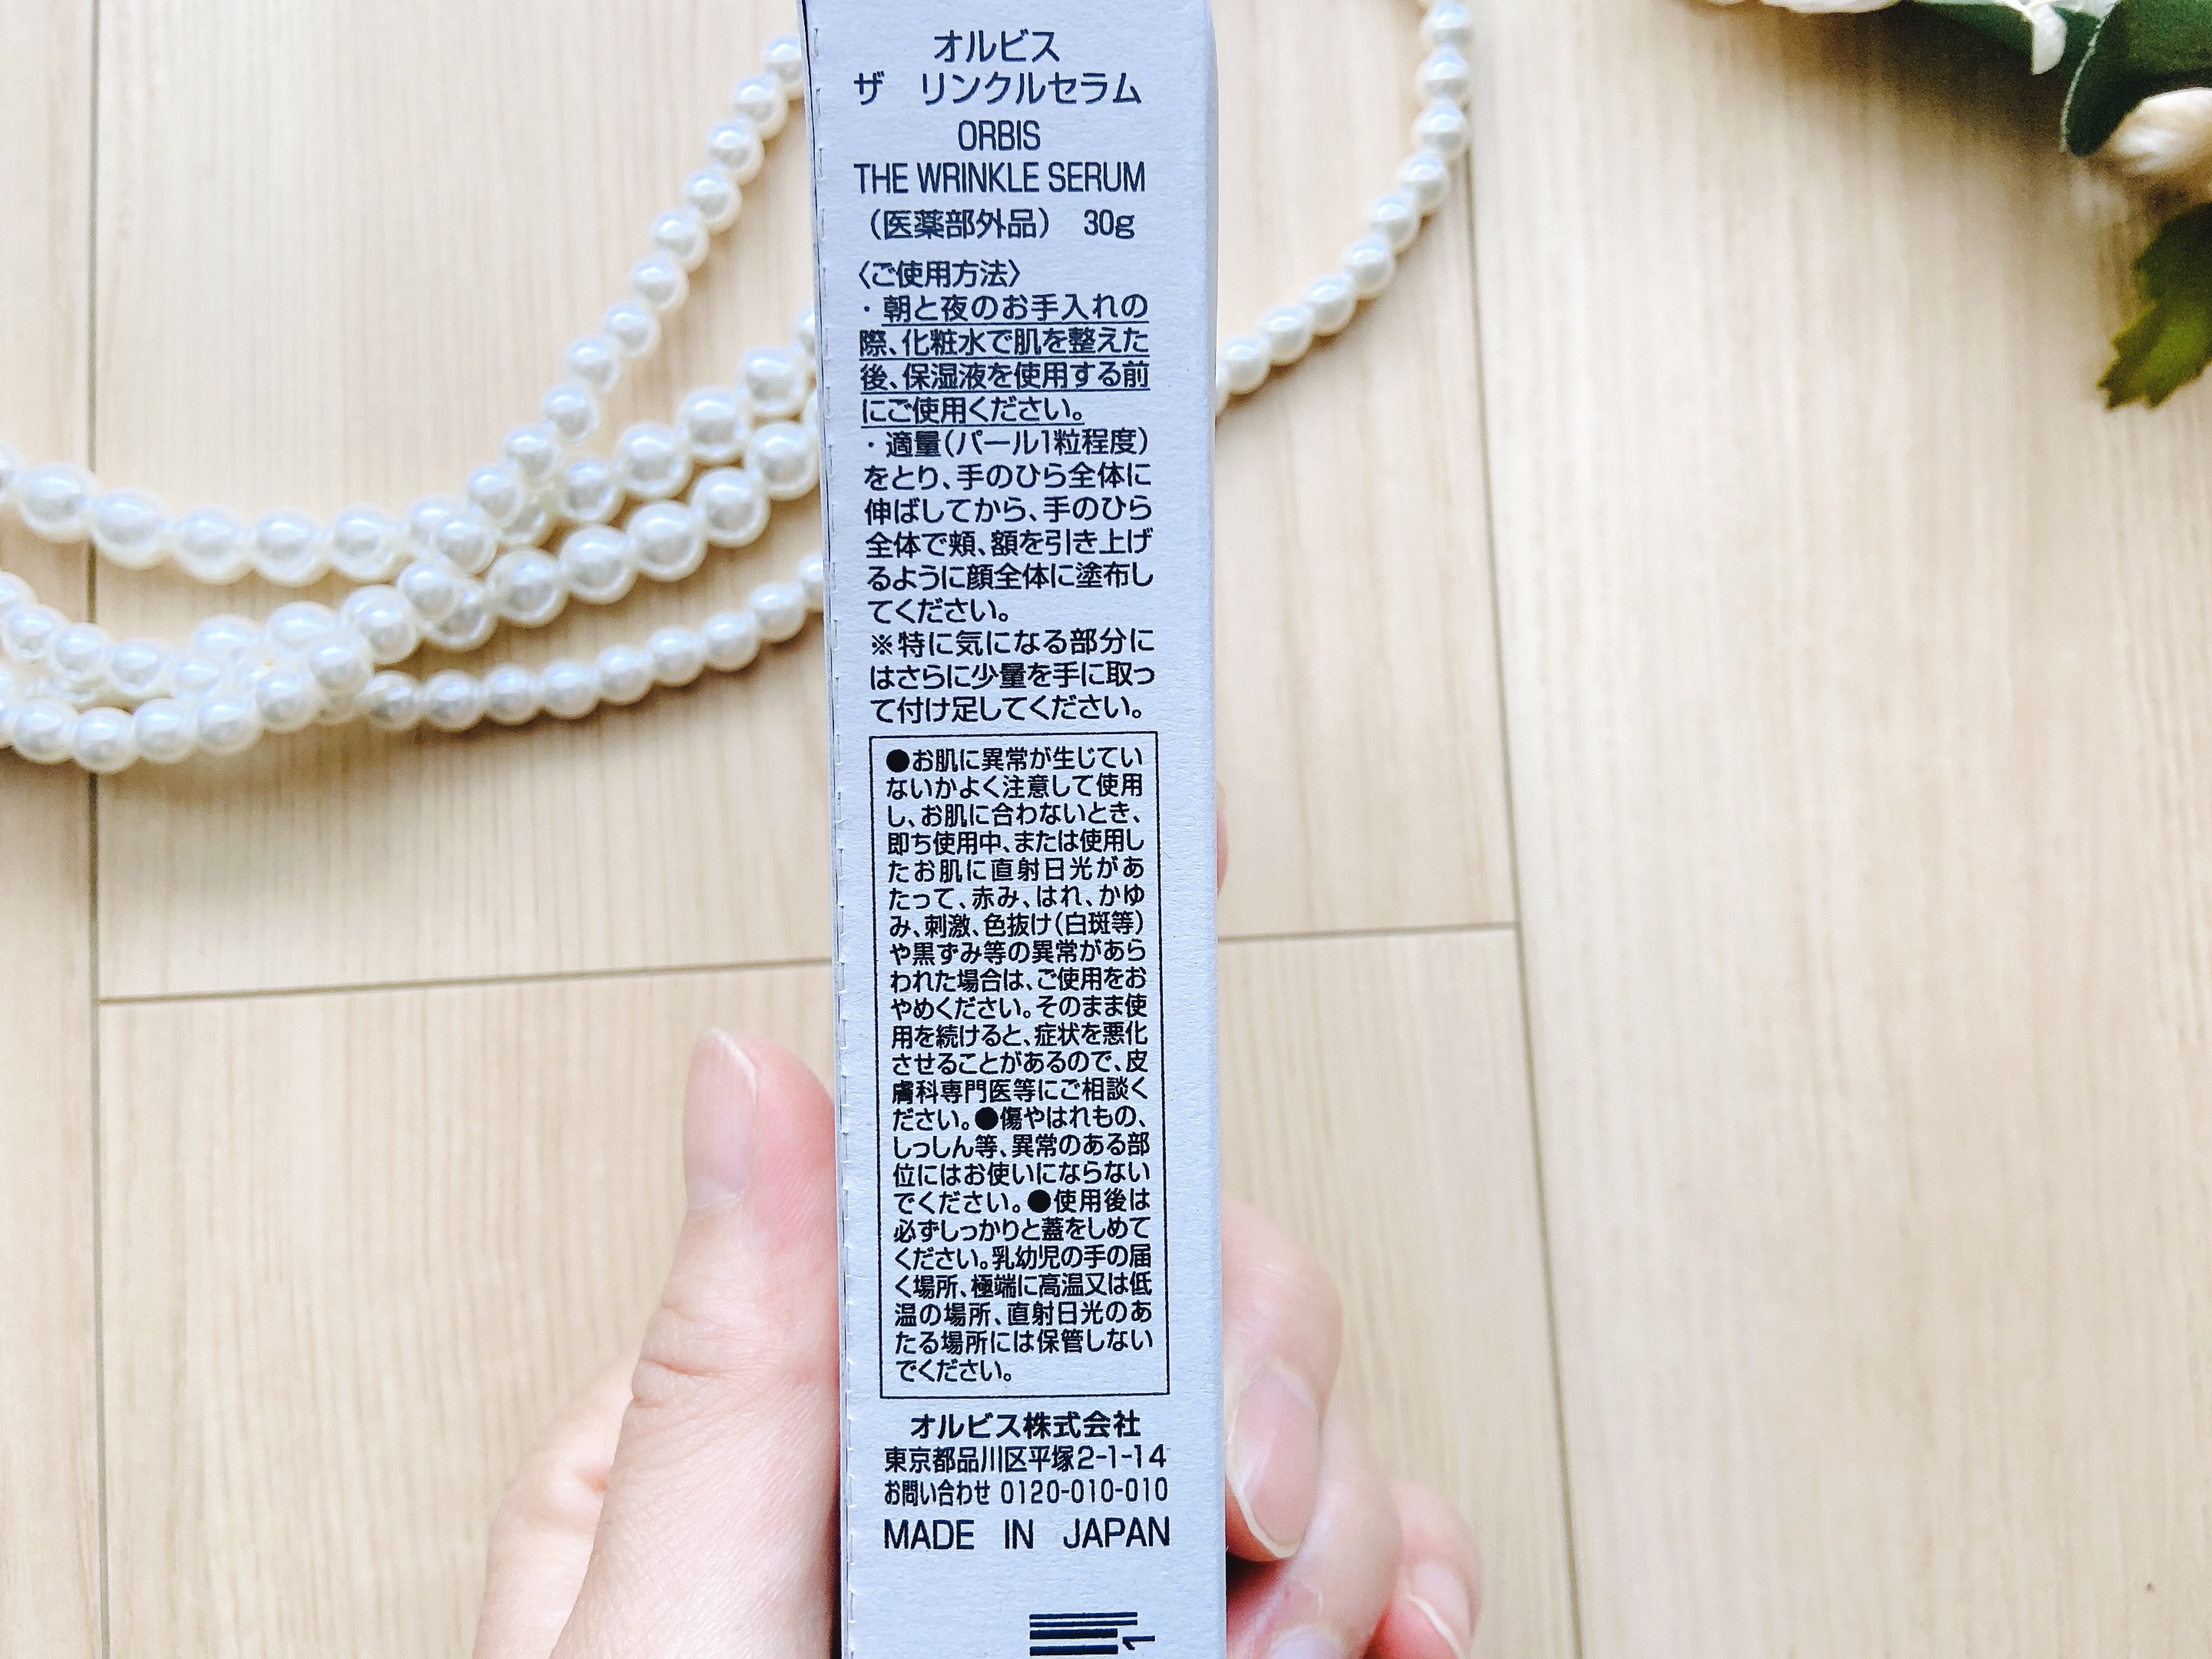 オルビス
ザ　リンクルセラム
ORBIS
THE WRINKLE SERUM
（医薬部外品）　30g
〈ご使用方法〉
・朝と夜のお手入れの
際、化粧水で肌を整えた
後、保湿液を使用する前
にご使用ください。
・適量（パール1粒程度）
をとり、手のひら全体に
伸ばしてから、手のひら
全体で頬、額を引き上げ
るように顔全体に塗布し
てください。
※特に気になる部分に
はさらに少量を手に取っ
て付け足してください。
●お肌に異常が生じてい
ないかよく注意して使用
し、お肌に合わないとき、
即ち使用中、または使用し
たお肌に直射日光があ
たって、赤み、はれ、かゆ
み、刺激、色抜け（白斑等）
や黒ずみ等の異常があら
われた場合は、ご使用をお
やめください。そのまま使
用を続けると、症状を悪化
させることがあるので、皮
膚科専門医等にご相談く
ださい。●傷やはれもの、
しっしん等、異常のある部
位にはお使いにならない
でください。●使用後は
必ずしっかりと蓋をしめて
ください。乳幼児の手の届
く場所、極端に高温又は低
温の場所、直射日光のあ
たる場所には保管しない
でください。
オルビス株式会社
東京都品川区平塚2-1-14
お問い合わせ 0120-010-010
MADE IN JAPAN
1